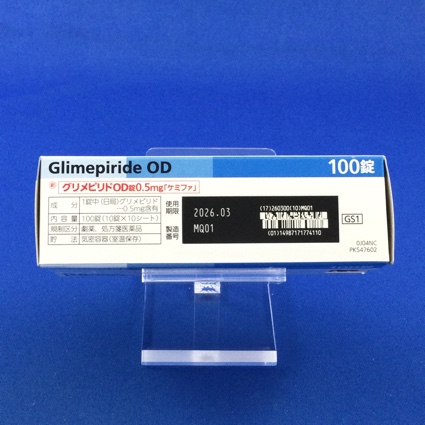 Glimepiride OD
100錠
グリメピリドOD錠0.5mg「ケミファ」
成分 1錠中(日局)グリメピリド
…0.5mg含有
内容量 100錠(10錠×10シート)
規制区分 劇薬、処方箋医薬品
貯法 気密容器(室温保存)
使用期限 2026.03
製造番号 MQ01
(17)260300(10)MQ01
(01)14987171774110
GS1
0J04NC
PKS47602